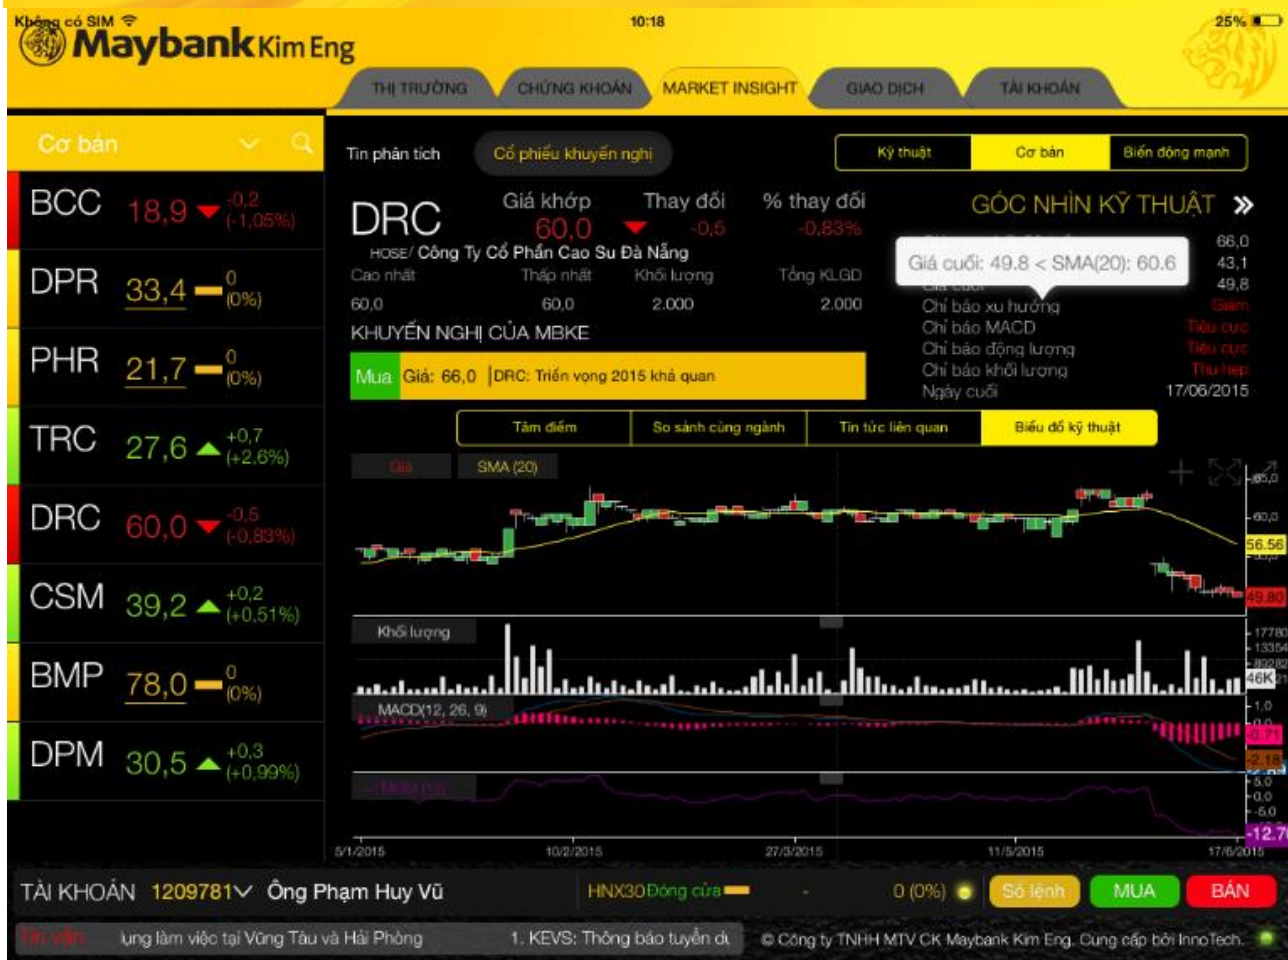 Không có SIM 10:18 25%
Maybank Kim Eng
THỊ TRƯỜNG CHỨNG KHOÁN MARKET INSIGHT GIAO DỊCH TÀI KHOẢN
Cơ bản
BCC 18,9 -0,2 (-1,05%)
DPR 33,4 0 (0%)
PHR 21,7 0 (0%)
TRC 27,6 +0,7 (+2,6%)
DRC 60,0 -0,5 (-0,83%)
CSM 39,2 +0,2 (+0,51%)
BMP 78,0 0 (0%)
DPM 30,5 +0,3 (+0,99%)
Tin phân tích Cổ phiếu khuyến nghị Kỹ thuật Cơ bản Biến động mạnh
DRC Giá khớp Thay đổi % thay đổi
60,0 -0,5 -0,83%
HOSE/ Công Ty Cổ Phần Cao Su Đà Nẵng
Cao nhất Thấp nhất Khối lượng Tổng KLGD
60,0 60,0 2.000 2.000
KHUYẾN NGHỊ CỦA MBKE
Mua Giá: 66,0 |DRC: Triển vọng 2015 khả quan
GÓC NHÌN KỸ THUẬT »
66,0
Giá cuối: 49.8 < SMA(20): 60.6
43,1
Giá cuối 49,8
Chỉ báo xu hướng Giảm
Chỉ báo MACD Tiêu cực
Chỉ báo động lượng Tiêu cực
Chỉ báo khối lượng Thu hẹp
Ngày cuối 17/06/2015
Tâm điểm So sánh cùng ngành Tin tức liên quan Biểu đồ kỹ thuật
Giá SMA (20)
65,0
60,0
56.56
49.80
Khối lượng
46K
MACD(12, 26, 9)
1.0
-0.71
-2.18
5.0
0.0
-5.0
-12.7
5/1/2015 10/2/2015 27/3/2015 11/5/2015 17/6/2015
TÀI KHOẢN 1209781 Ông Phạm Huy Vũ HNX30 Đóng cửa - 0 (0%) Sổ lệnh MUA BÁN
Tin vắn ụng làm việc tại Vũng Tàu và Hải Phòng 1. KEVS: Thông báo tuyển dụ © Công ty TNHH MTV CK Maybank Kim Eng. Cung cấp bởi InnoTech.